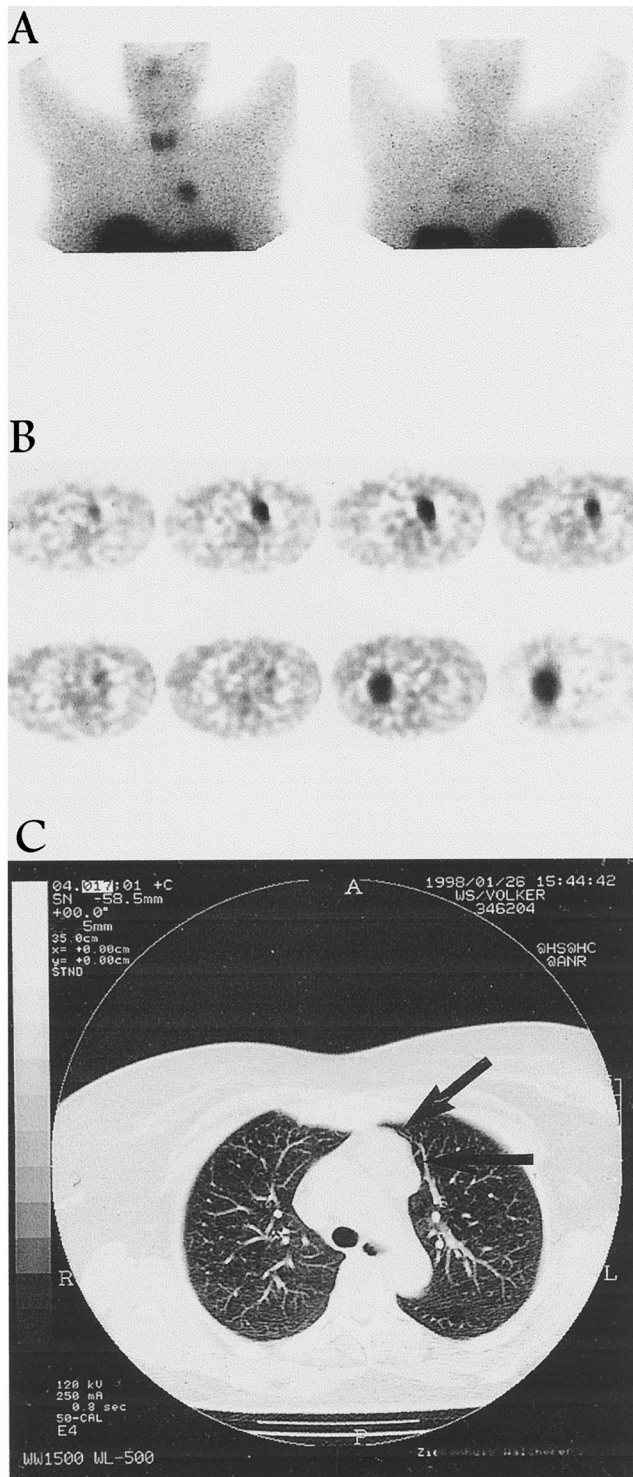 A
B
C
04.017:01 +C
SN -58.5mm
+00.0°
5mm
35.0cm
x= +0.00cm
y= +0.00cm
STND
A
1998/01/26 15:44:42
WS/VOLKER
346204
@HS@HC
@ANR
R
L
120 kV
250 mA
0.8 sec
50-CAL
E4
P
WW1500 WL-500